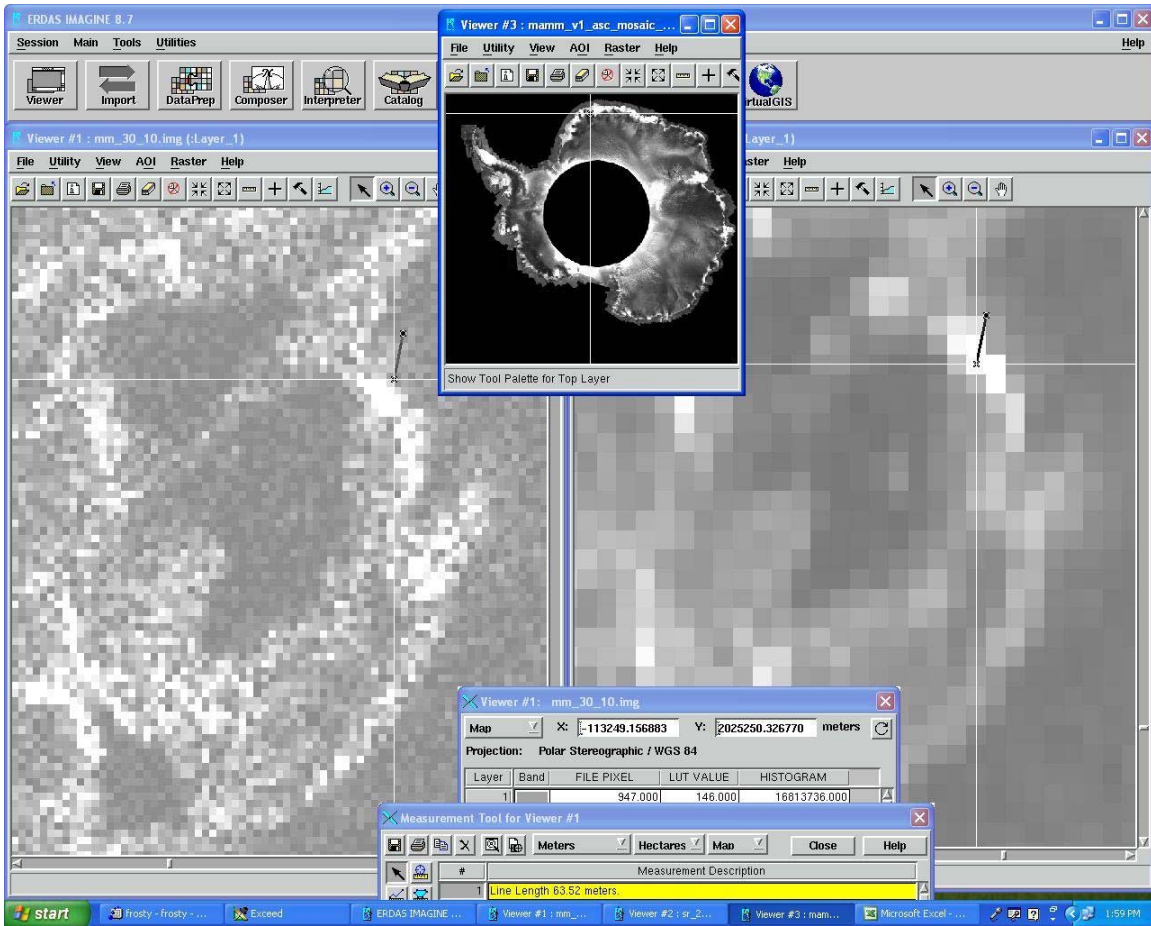 ERDAS IMAGINE 8.7
Session Main Tools Utilities
Help
Viewer Import DataPrep Composer Interpreter Catalog
VirtualGIS
Viewer #3 : mamm_v1_asc_mosaic_...
File Utility View AOI Raster Help
Show Tool Palette for Top Layer
Viewer #1 : mm_30_10.img (:Layer_1)
File Utility View AOI Raster Help
Layer_1)
ster Help
Viewer #1: mm_30_10.img
Map X: -113249.156883 Y: 2025250.326770 meters
Projection: Polar Stereographic / WGS 84
Layer Band FILE PIXEL LUT VALUE HISTOGRAM
1 947.000 146.000 16813736.000
Measurement Tool for Viewer #1
Meters Hectares Map Close Help
# Measurement Description
1 Line Length 63.52 meters.
start frosty - frosty - ... Exceed ERDAS IMAGINE ... Viewer #1 : mm_... Viewer #2 : sr_2... Viewer #3 : mam... Microsoft Excel - ... 1:59 PM